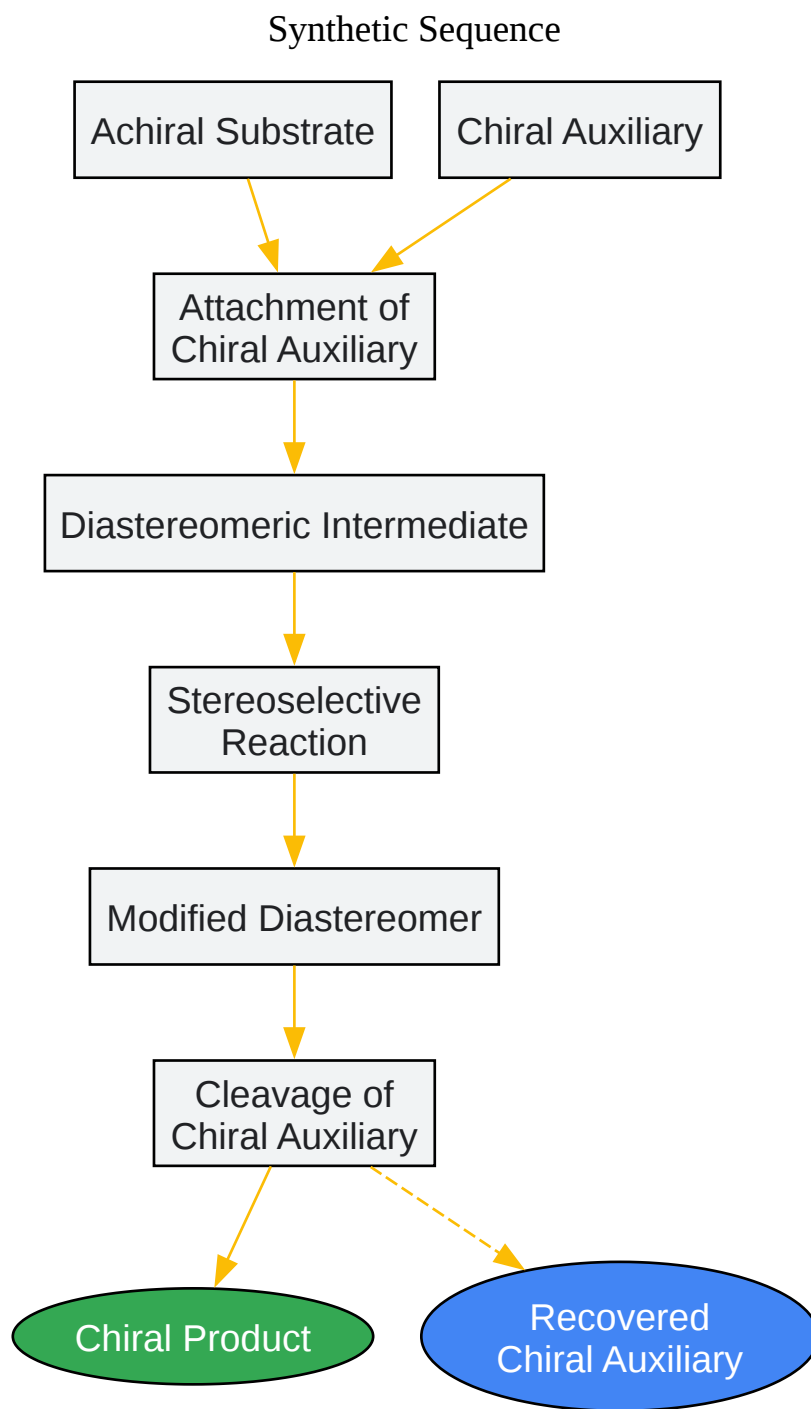 Synthetic Sequence
Achiral Substrate
Chiral Auxiliary
Attachment of
Chiral Auxiliary
Diastereomeric Intermediate
Stereoselective
Reaction
Modified Diastereomer
Cleavage of
Chiral Auxiliary
Chiral Product
Recovered
Chiral Auxiliary